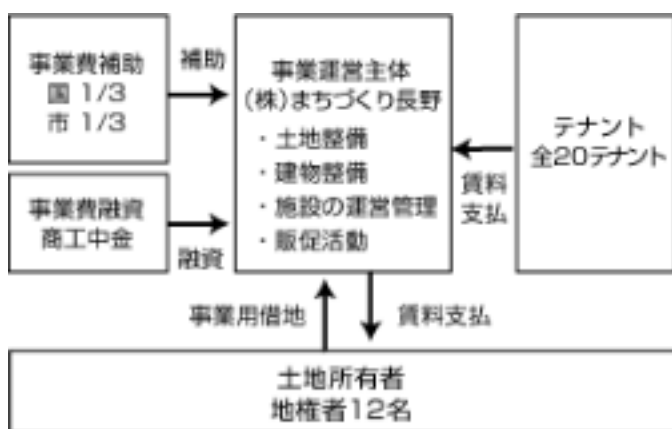 事業費補助
国 1/3
市 1/3
補助
事業費融資
商工中金
融資
事業運営主体
(株)まちづくり長野
・土地整備
・建物整備
・施設の運営管理
・販促活動
賃料
支払
テナント
全20テナント
事業用借地
賃料支払
土地所有者
地権者12名